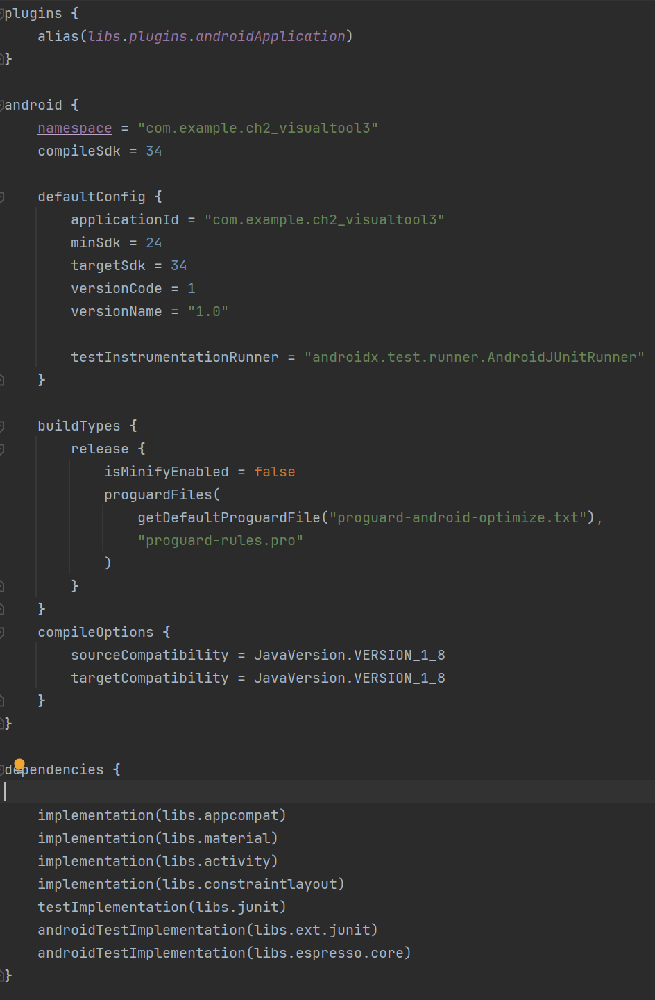 plugins {
    alias(libs.plugins.androidApplication)
}

android {
    namespace = "com.example.ch2_visualtool3"
    compileSdk = 34

    defaultConfig {
        applicationId = "com.example.ch2_visualtool3"
        minSdk = 24
        targetSdk = 34
        versionCode = 1
        versionName = "1.0"

        testInstrumentationRunner = "androidx.test.runner.AndroidJUnitRunner"
    }

    buildTypes {
        release {
            isMinifyEnabled = false
            proguardFiles(
                getDefaultProguardFile("proguard-android-optimize.txt"),
                "proguard-rules.pro"
            )
        }
    }
    compileOptions {
        sourceCompatibility = JavaVersion.VERSION_1_8
        targetCompatibility = JavaVersion.VERSION_1_8
    }
}

dependencies {

    implementation(libs.appcompat)
    implementation(libs.material)
    implementation(libs.activity)
    implementation(libs.constraintlayout)
    testImplementation(libs.junit)
    androidTestImplementation(libs.ext.junit)
    androidTestImplementation(libs.espresso.core)
}